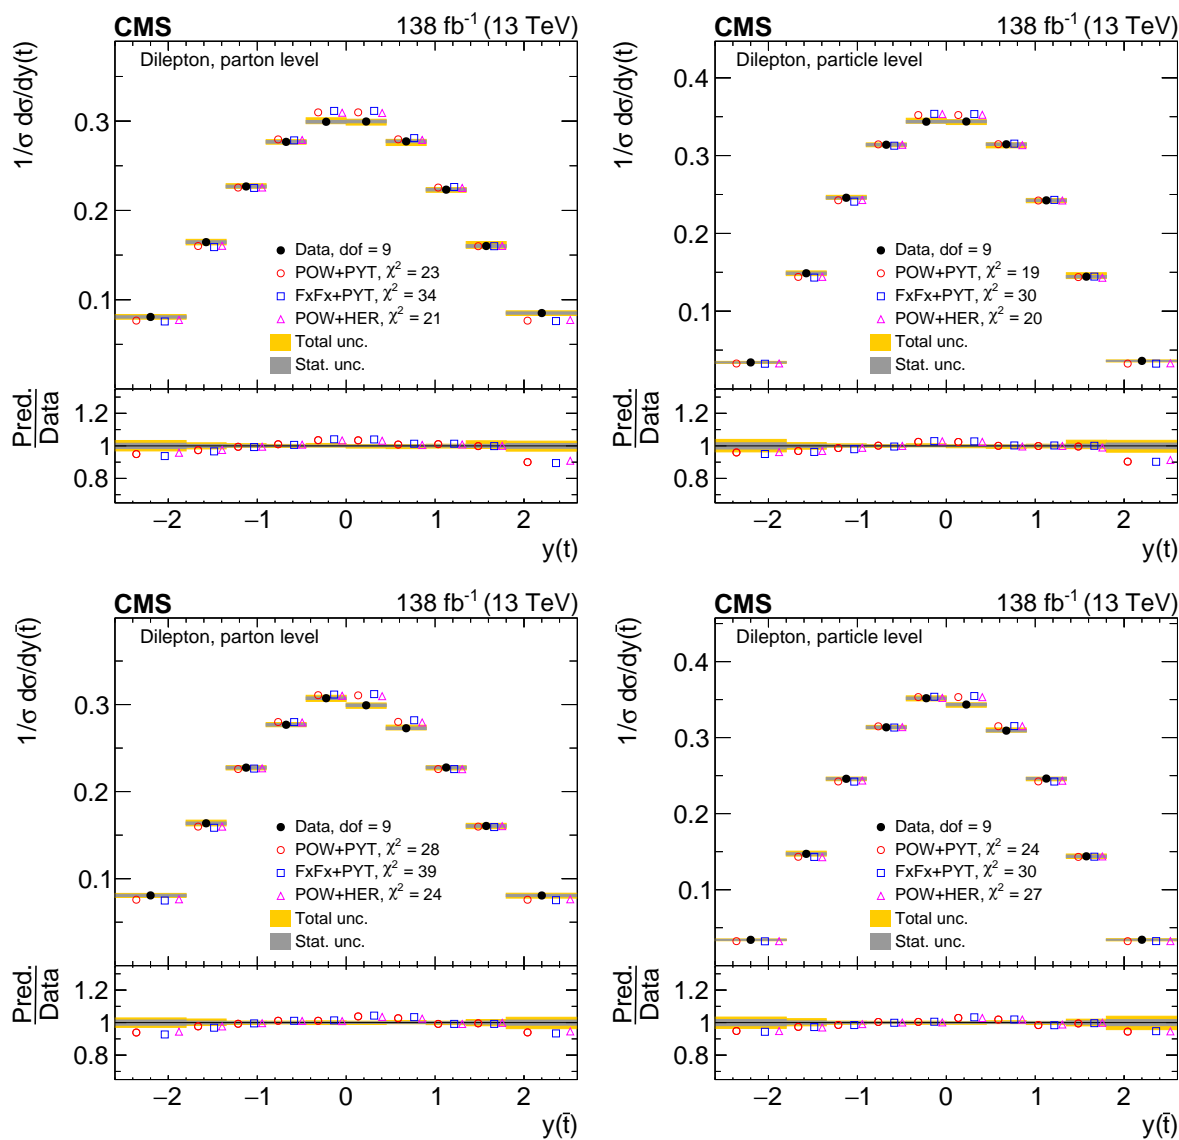 CMS 138 fb⁻¹ (13 TeV)
Dilepton, parton level
1/σ dσ/dy(t)
0.3
0.2
0.1
Data, dof = 9
POW+PYT, χ² = 23
FxFx+PYT, χ² = 34
POW+HER, χ² = 21
Total unc.
Stat. unc.
Pred.
Data
1.2
1
0.8
−2 −1 0 1 2
y(t)
CMS 138 fb⁻¹ (13 TeV)
Dilepton, particle level
1/σ dσ/dy(t)
0.4
0.3
0.2
0.1
Data, dof = 9
POW+PYT, χ² = 19
FxFx+PYT, χ² = 30
POW+HER, χ² = 20
Total unc.
Stat. unc.
Pred.
Data
1.2
1
0.8
−2 −1 0 1 2
y(t)
CMS 138 fb⁻¹ (13 TeV)
Dilepton, parton level
1/σ dσ/dy(t̄)
0.3
0.2
0.1
Data, dof = 9
POW+PYT, χ² = 28
FxFx+PYT, χ² = 39
POW+HER, χ² = 24
Total unc.
Stat. unc.
Pred.
Data
1.2
1
0.8
−2 −1 0 1 2
y(t̄)
CMS 138 fb⁻¹ (13 TeV)
Dilepton, particle level
1/σ dσ/dy(t̄)
0.4
0.3
0.2
0.1
Data, dof = 9
POW+PYT, χ² = 24
FxFx+PYT, χ² = 30
POW+HER, χ² = 27
Total unc.
Stat. unc.
Pred.
Data
1.2
1
0.8
−2 −1 0 1 2
y(t̄)